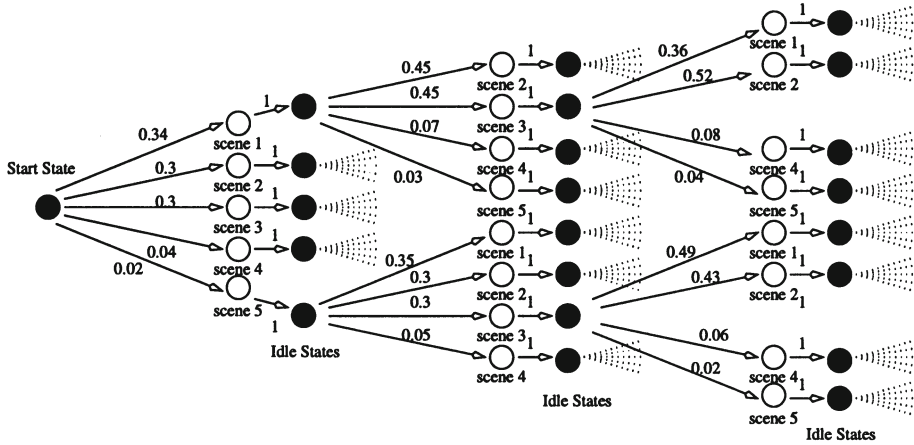 Start State
0.34
0.3
0.3
0.04
0.02
scene 1
scene 2
scene 3
scene 4
scene 5
1
1
1
1
1
Idle States
0.45
0.45
0.07
0.03
0.35
0.3
0.3
0.05
scene 2
scene 3
scene 4
scene 5
scene 1
scene 2
scene 3
scene 4
1
1
1
1
1
1
1
1
Idle States
0.36
0.52
0.08
0.04
0.49
0.43
0.06
0.02
scene 1
scene 2
scene 4
scene 5
scene 1
scene 2
scene 4
scene 5
1
1
1
1
1
1
1
1
1
Idle States